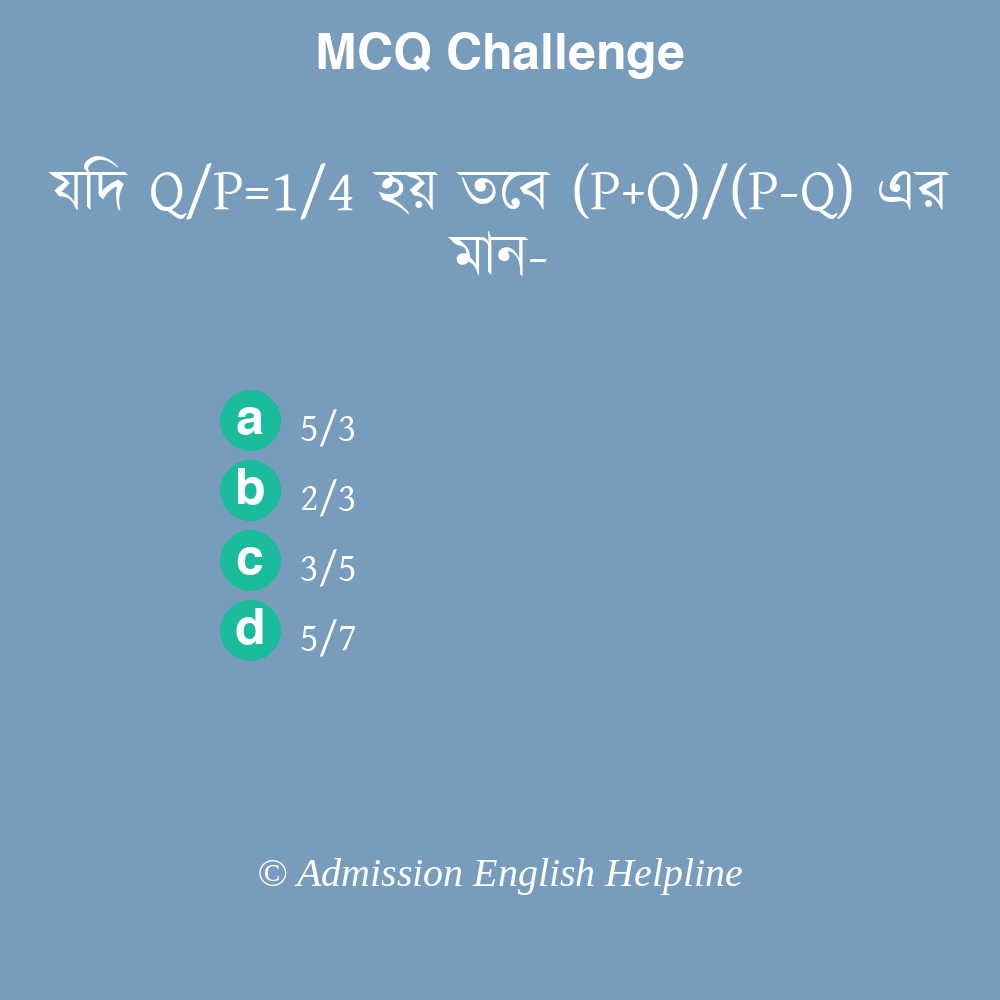 MCQ Challenge
যদি Q/P=1/4 হয় তবে (P+Q)/(P-Q) এর
মান-
a 5/3
b 2/3
c 3/5
d 5/7
© Admission English Helpline